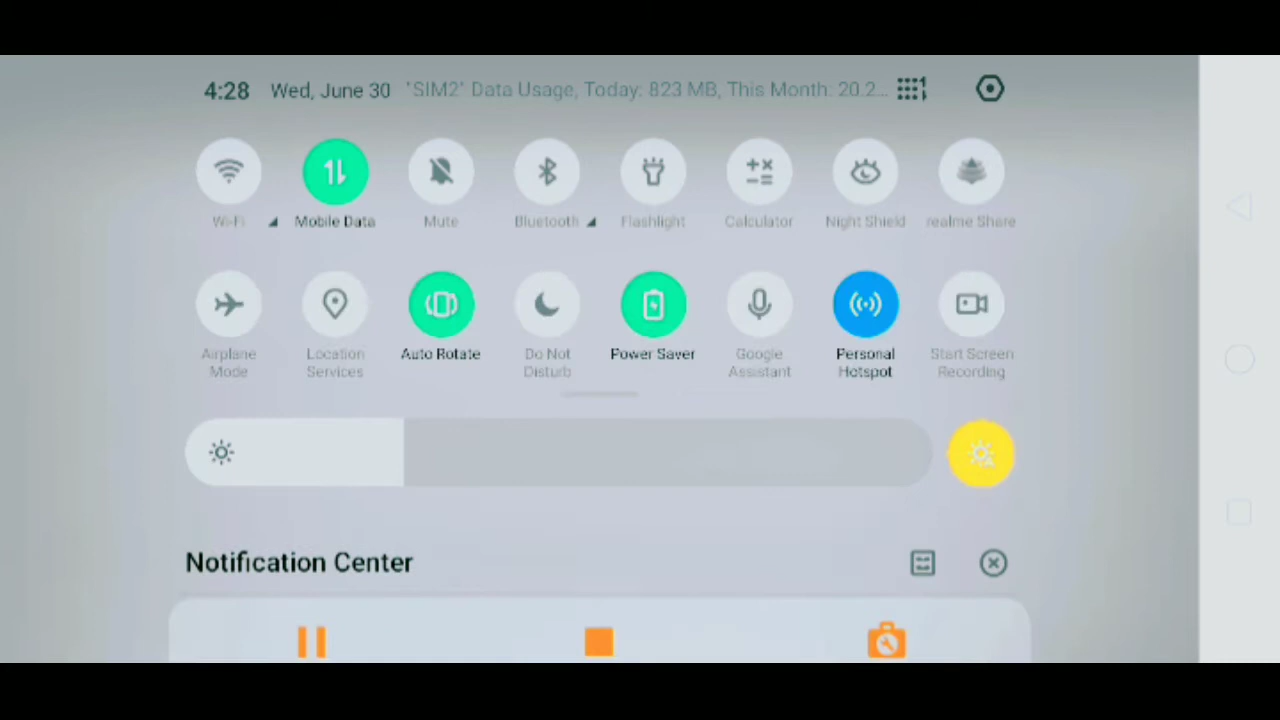 4:28 Wed, June 30 "SIM2" Data Usage, Today: 823 MB, This Month: 20.2...
Wi-Fi Mobile Data Mute Bluetooth Flashlight Calculator Night Shield realme Share
Airplane Mode
Location Services
Auto Rotate
Do Not Disturb
Power Saver
Google Assistant
Personal Hotspot
Start Screen Recording
Notification Center